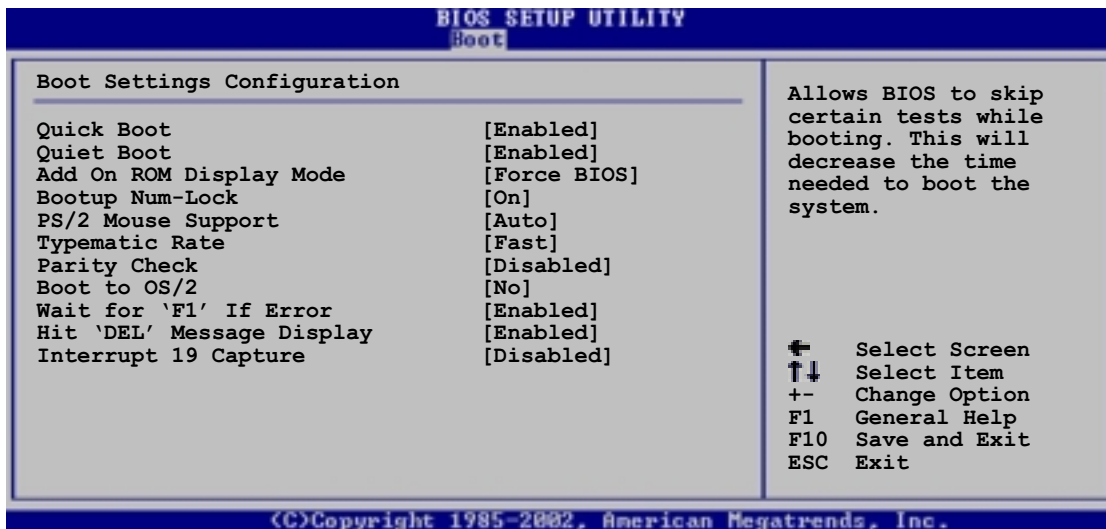 BIOS SETUP UTILITY
Boot
Boot Settings Configuration
Quick Boot [Enabled]
Quiet Boot [Enabled]
Add On ROM Display Mode [Force BIOS]
Bootup Num-Lock [On]
PS/2 Mouse Support [Auto]
Typematic Rate [Fast]
Parity Check [Disabled]
Boot to OS/2 [No]
Wait for ‘F1’ If Error [Enabled]
Hit ‘DEL’ Message Display [Enabled]
Interrupt 19 Capture [Disabled]
Allows BIOS to skip
certain tests while
booting. This will
decrease the time
needed to boot the
system.
← Select Screen
↑↓ Select Item
+- Change Option
F1 General Help
F10 Save and Exit
ESC Exit
(C)Copyright 1985-2002, American Megatrends, Inc.